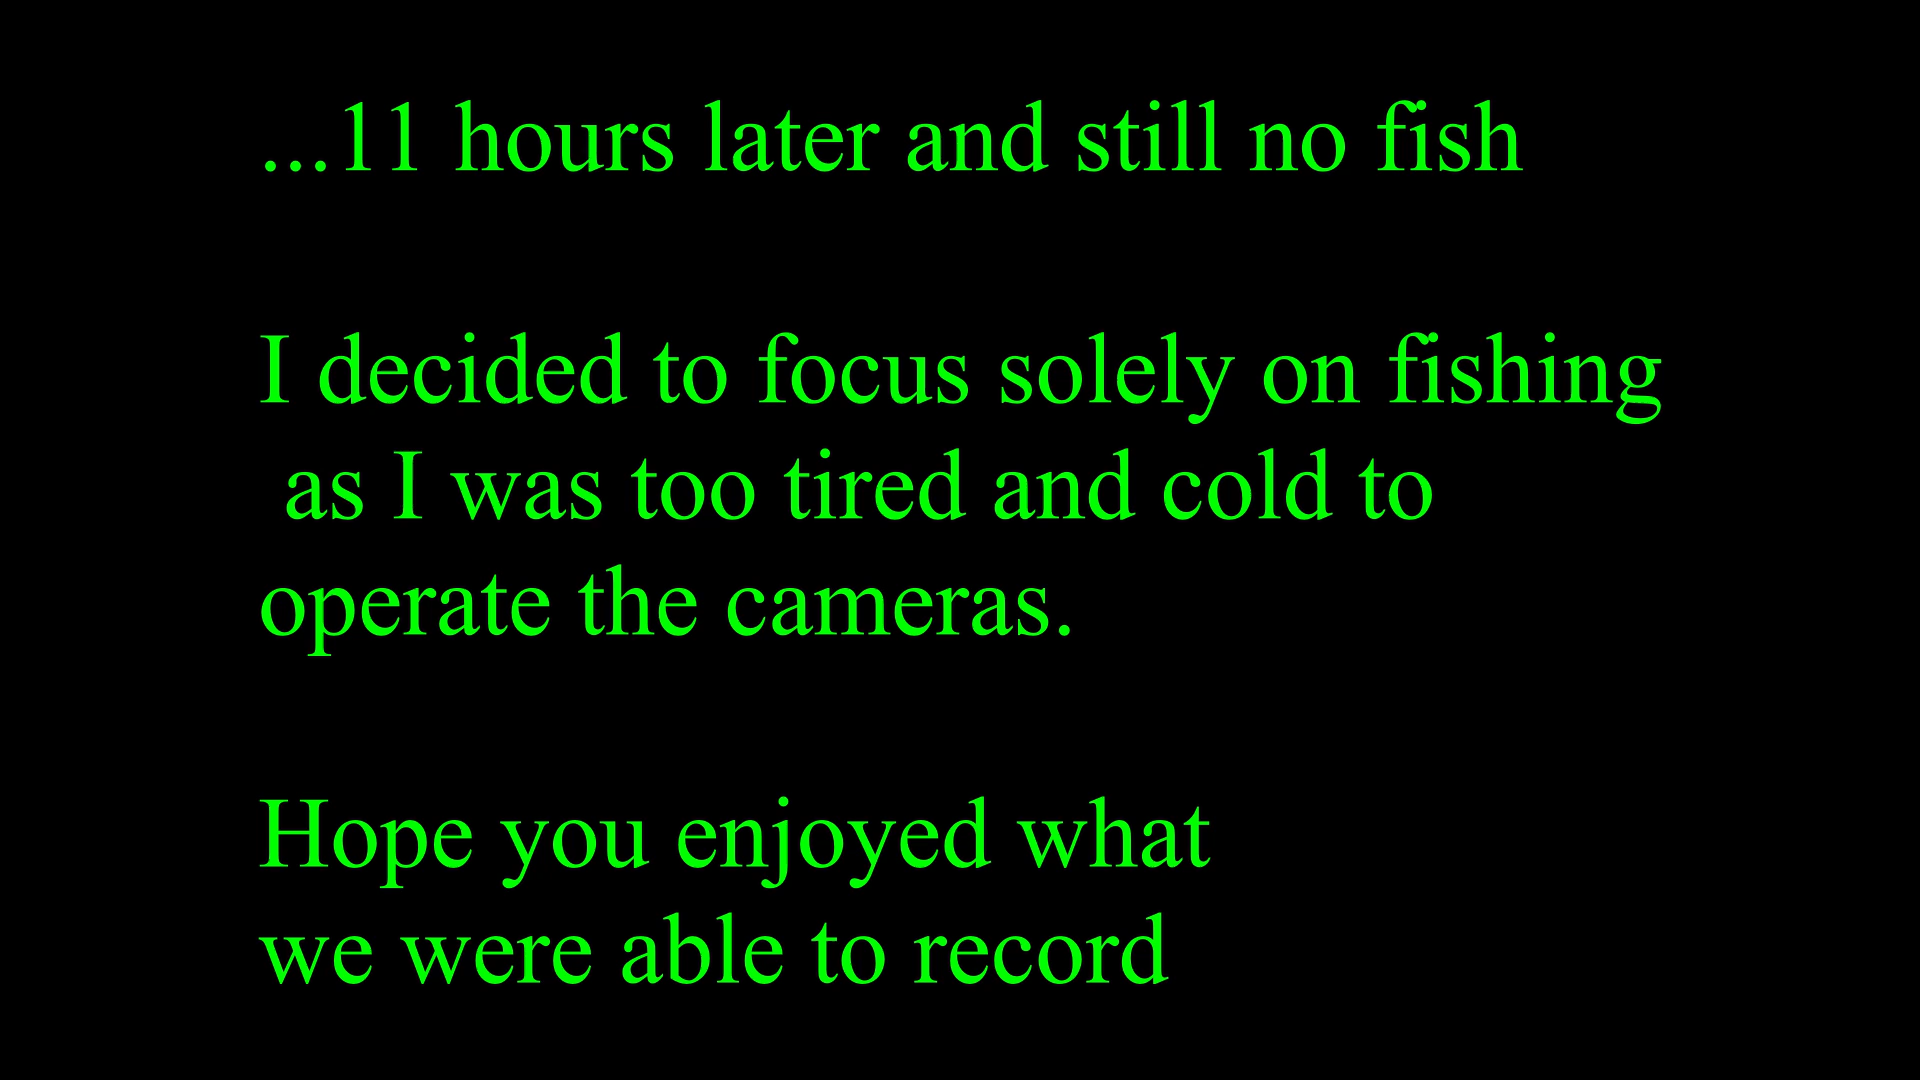 ...11 hours later and still no fish
I decided to focus solely on fishing
as I was too tired and cold to
operate the cameras.
Hope you enjoyed what
we were able to record